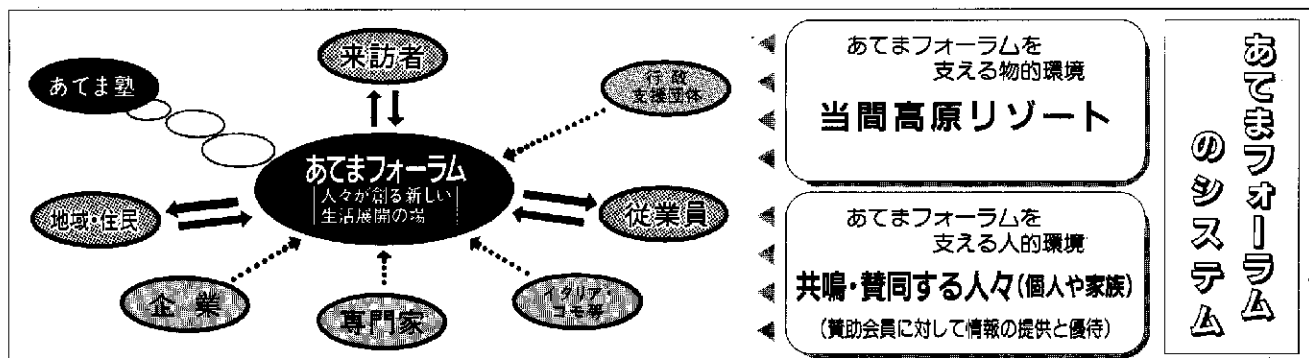 あてまフォーラム
のシステム
あてまフォーラムを
支える物的環境
当間高原リゾート
あてまフォーラムを
支える人的環境
共鳴・賛同する人々(個人や家族)
(賛助会員に対して情報の提供と優待)
来訪者
行政
支援団体
あてま塾
あてまフォーラム
人々が創る新しい
生活展開の場
地域・住民
従業員
企業
専門家
イタリア・
コモ等